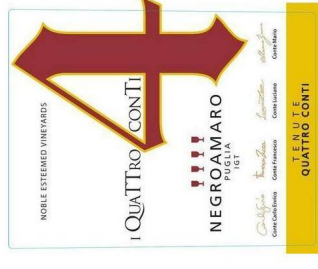 4
NOBLE ESTEEMED VINEYARDS
I QUATTRO CONTI
NEGROAMARO
PUGLIA
IGT
Conte Carlo Enrico
Conte Francesco
Conte Luciano
Conte Mario
TENUTE
QUATTRO CONTI